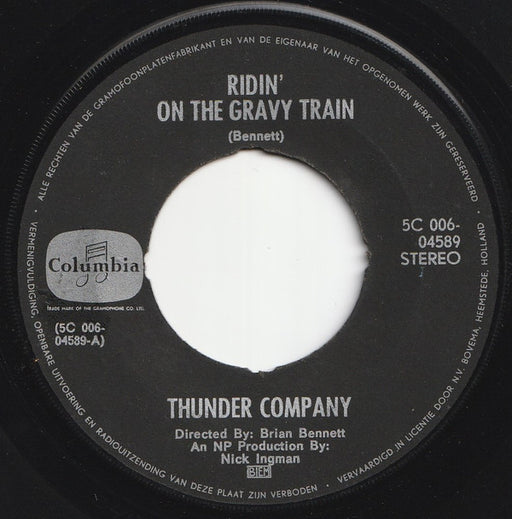 RIDIN'
ON THE GRAVY TRAIN
(Bennett)
5C 006-
04589
STEREO
Columbia
TRADE MARK OF THE GRAMOPHONE CO. LTD.
(5C 006-
04589-A)
THUNDER COMPANY
Directed By: Brian Bennett
An NP Production By:
Nick Ingman
BIEM
ALLE RECHTEN VAN DE GRAMOFOONPLATENFABRIKANT EN VAN DE EIGENAAR VAN HET OPGENOMEN WERK ZIJN GERESERVEERD
VERMENIGVULDIGING, OPENBARE UITVOERING EN RADIOUITZENDING VAN DEZE PLAAT ZIJN VERBODEN · VERVAARDIGD IN LICENTIE DOOR N.V. BOVEMA, HEEMSTEDE, HOLLAND ·